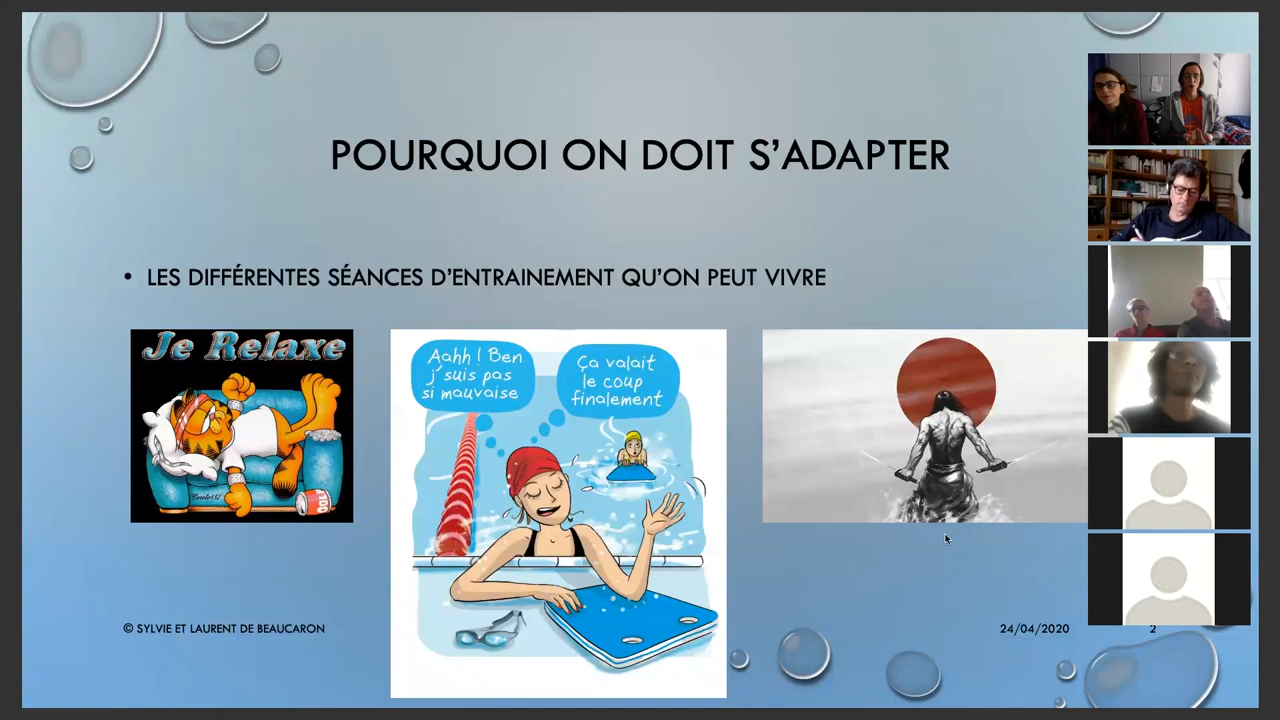 POURQUOI ON DOIT S’ADAPTER
• LES DIFFÉRENTES SÉANCES D’ENTRAINEMENT QU’ON PEUT VIVRE
Je Relaxe
Aahh ! Ben
j'suis pas
si mauvaise
Ça valait
le coup
finalement
© SYLVIE ET LAURENT DE BEAUCARON
24/04/2020
2